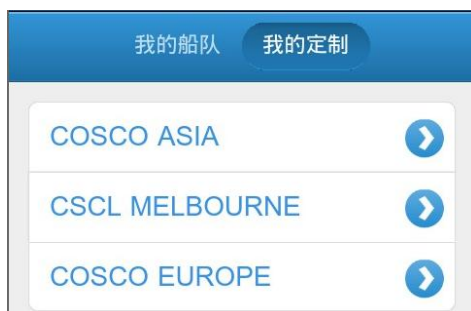 我的船队 我的定制
COSCO ASIA
CSCL MELBOURNE
COSCO EUROPE